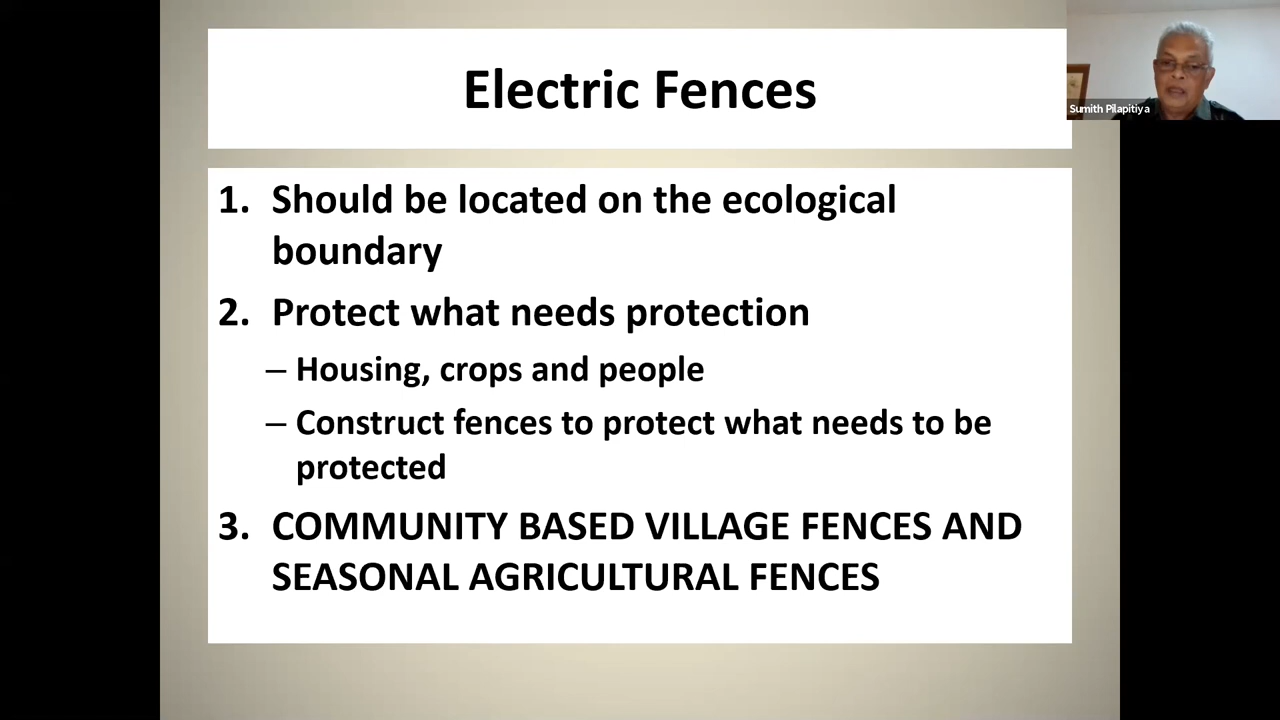 Electric Fences
Sumith Pilapitiya
1. Should be located on the ecological
boundary
2. Protect what needs protection
– Housing, crops and people
– Construct fences to protect what needs to be
protected
3. COMMUNITY BASED VILLAGE FENCES AND
SEASONAL AGRICULTURAL FENCES